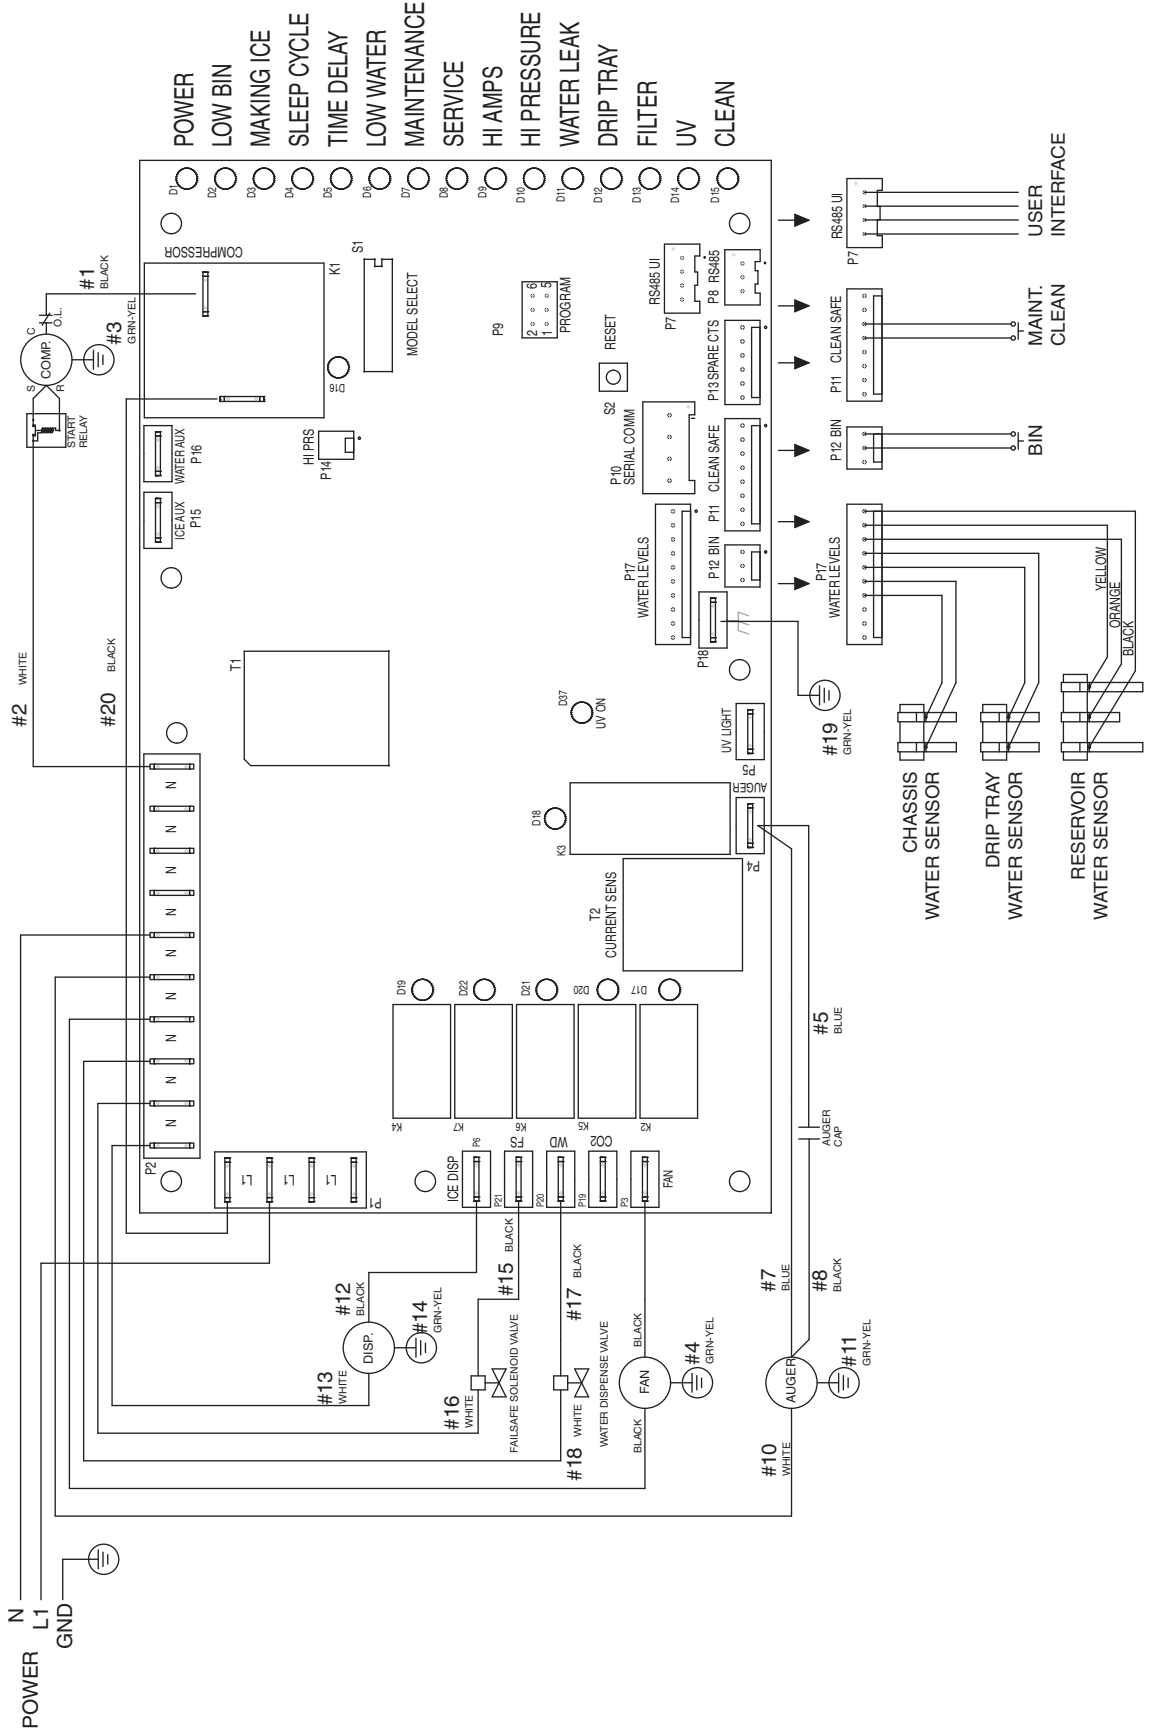 POWER
LOW BIN
MAKING ICE
SLEEP CYCLE
TIME DELAY
LOW WATER
MAINTENANCE
SERVICE
HI AMPS
HI PRESSURE
WATER LEAK
DRIP TRAY
FILTER
UV
CLEAN
D1
D2
D3
D4
D5
D6
D7
D8
D9
D10
D11
D12
D13
D14
D15
#1
BLACK
C
O.L.
COMP.
S
R
START
RELAY
#3
GRN-YEL
COMPRESSOR
K1
S1
MODEL SELECT
D16
WATER AUX
P16
ICE AUX
P15
HI PRS
P14
P9
2 6
1 5
PROGRAM
RESET
S2
RS485 UI
P7
P8 RS485
P13 SPARE CTS
P10
SERIAL COMM
P11 CLEAN SAFE
P12 BIN
P17
WATER LEVELS
P18
RS485 UI
P7
USER
INTERFACE
P11 CLEAN SAFE
MAINT.
CLEAN
P12 BIN
BIN
P17
WATER LEVELS
YELLOW
ORANGE
BLACK
#2 WHITE
#20 BLACK
T1
D37
UV ON
UV LIGHT
P5
#19
GRN-YEL
CHASSIS
WATER SENSOR
DRIP TRAY
WATER SENSOR
RESERVOIR
WATER SENSOR
N
N
N
N
N
N
N
N
N
P2
D18
K3
AUGER
P4
T2
CURRENT SENS
D19
D22
D21
D20
D17
K4
K7
K6
K5
K2
L1
L1
L1
P1
ICE DISP
P6
FS
P21
WD
P20
CO2
P19
P3
FAN
#5
BLUE
AUGER
CAP
#12
BLACK
DISP.
#14
GRN-YEL
#13
WHITE
#15 BLACK
#16
WHITE
FAILSAFE SOLENOID VALVE
#17 BLACK
#18 WHITE
WATER DISPENSE VALVE
BLACK
FAN
BLACK
#4
GRN-YEL
#7
BLUE
#8
BLACK
AUGER
#11
GRN-YEL
#10
WHITE
POWER
N
L1
GND